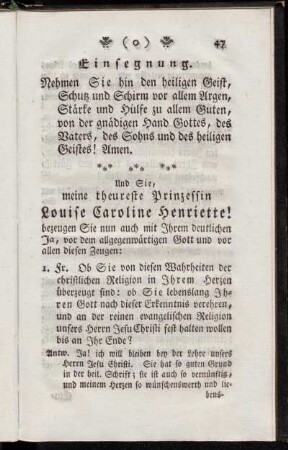 (0) 47
Einsegnung.
Nehmen Sie hin den heiligen Geist,
Schutz und Schirm vor allem Argen,
Stärke und Hülfe zu allem Guten,
von der gnädigen Hand Gottes, des
Vaters, des Sohns und des heiligen
Geistes! Amen.
Und Sie,
meine theureste Prinzessin
Louise Caroline Henriette!
bezeugen Sie nun auch mit Ihrem deutlichen
Ja, vor dem allgegenwärtigen Gott und vor
allen diesen Zeugen:
1. Fr. Ob Sie von diesen Wahrheiten der
christlichen Religion in Ihrem Herzen
überzeugt sind: ob Sie lebenslang Ih-
ren Gott nach dieser Erkenntnis verehren,
und an der reinen evangelischen Religion
unsers Herrn Jesu Christi fest halten wollen
bis an Ihr Ende?
Antw. Ja! ich will bleiben bey der Lehre unsers
Herrn Jesu Christi. Sie hat so guten Grund
in der heil. Schrift; sie ist auch so vernünftig,
und meinem Herzen so wünschenswerth und lie-
bens-